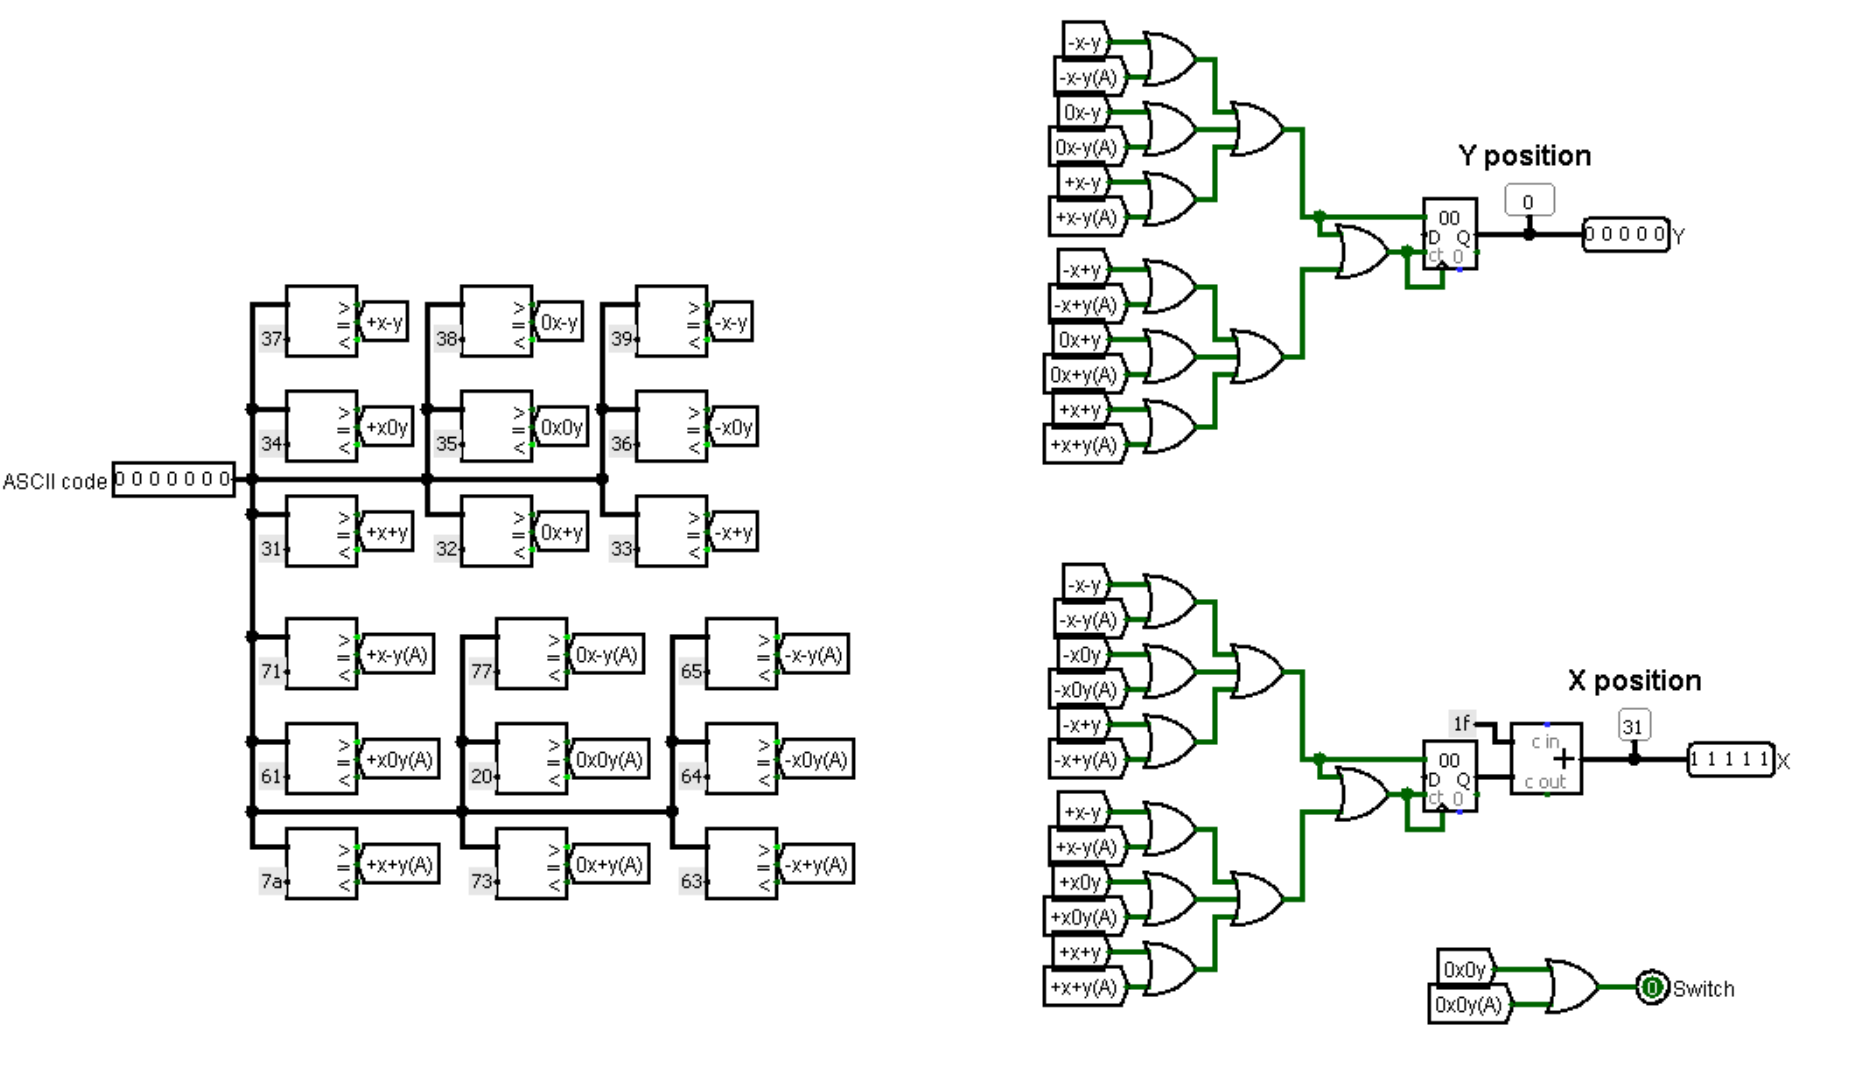 -x-y
-x-y(A)
0x-y
0x-y(A)
+x-y
+x-y(A)
Y position
0
00
D Q
ct 0
0 0 0 0 0 Y
-x+y
-x+y(A)
0x+y
0x+y(A)
+x+y
+x+y(A)
37 > = < +x-y
38 > = < 0x-y
39 > = < -x-y
34 > = < +x0y
35 > = < 0x0y
36 > = < -x0y
ASCII code 0 0 0 0 0 0 0
31 > = < +x+y
32 > = < 0x+y
33 > = < -x+y
71 > = < +x-y(A)
77 > = < 0x-y(A)
65 > = < -x-y(A)
61 > = < +x0y(A)
20 > = < 0x0y(A)
64 > = < -x0y(A)
7a > = < +x+y(A)
73 > = < 0x+y(A)
63 > = < -x+y(A)
-x-y
-x-y(A)
-x0y
-x0y(A)
-x+y
-x+y(A)
X position
1f
31
c in
+
c out
00
D Q
ct 0
1 1 1 1 1 X
+x-y
+x-y(A)
+x0y
+x0y(A)
+x+y
+x+y(A)
0x0y
0x0y(A)
0 Switch